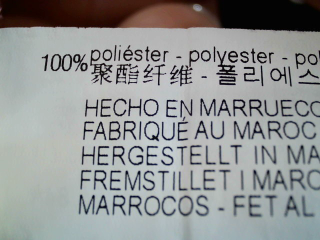 100% poliéster - polyester - pol
聚酯纤维 - 폴리에스
HECHO EN MARRUECO
FABRIQUÉ AU MAROC
HERGESTELLT IN MA
FREMSTILLET I MARO
MARROCOS - FET AL